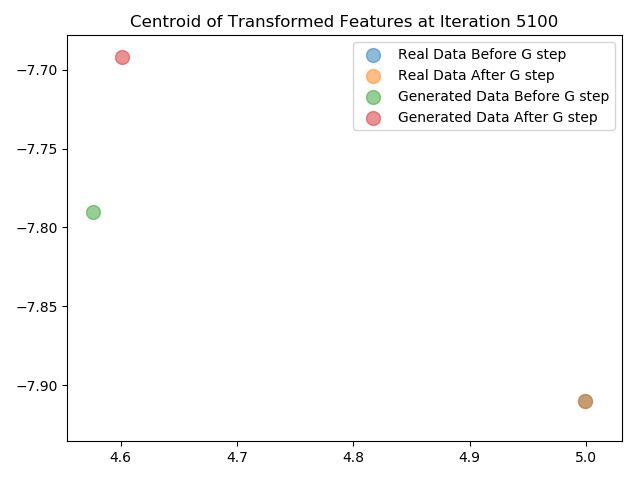 Centroid of Transformed Features at Iteration 5100
Real Data Before G step
Real Data After G step
Generated Data Before G step
Generated Data After G step
−7.70
−7.75
−7.80
−7.85
−7.90
4.6
4.7
4.8
4.9
5.0